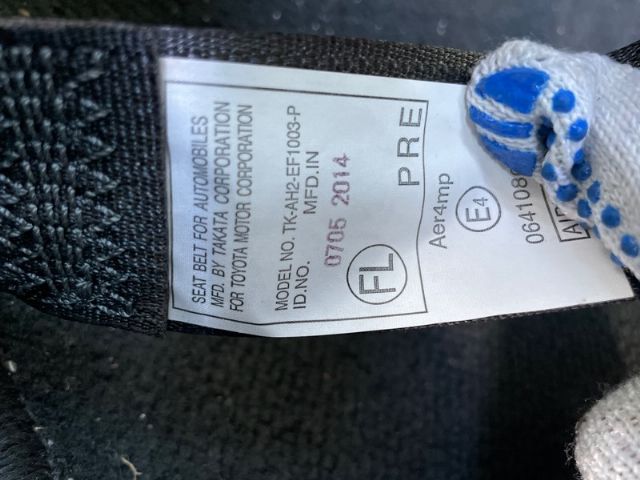 SEAT BELT FOR AUTOMOBILES
MFD. BY TAKATA CORPORATION
FOR TOYOTA MOTOR CORPORATION
MODEL NO. TK-AH2-EF1003-P
ID.NO. MFD.IN
0705 2014
FL PRE
Aer4mp
E4
064108